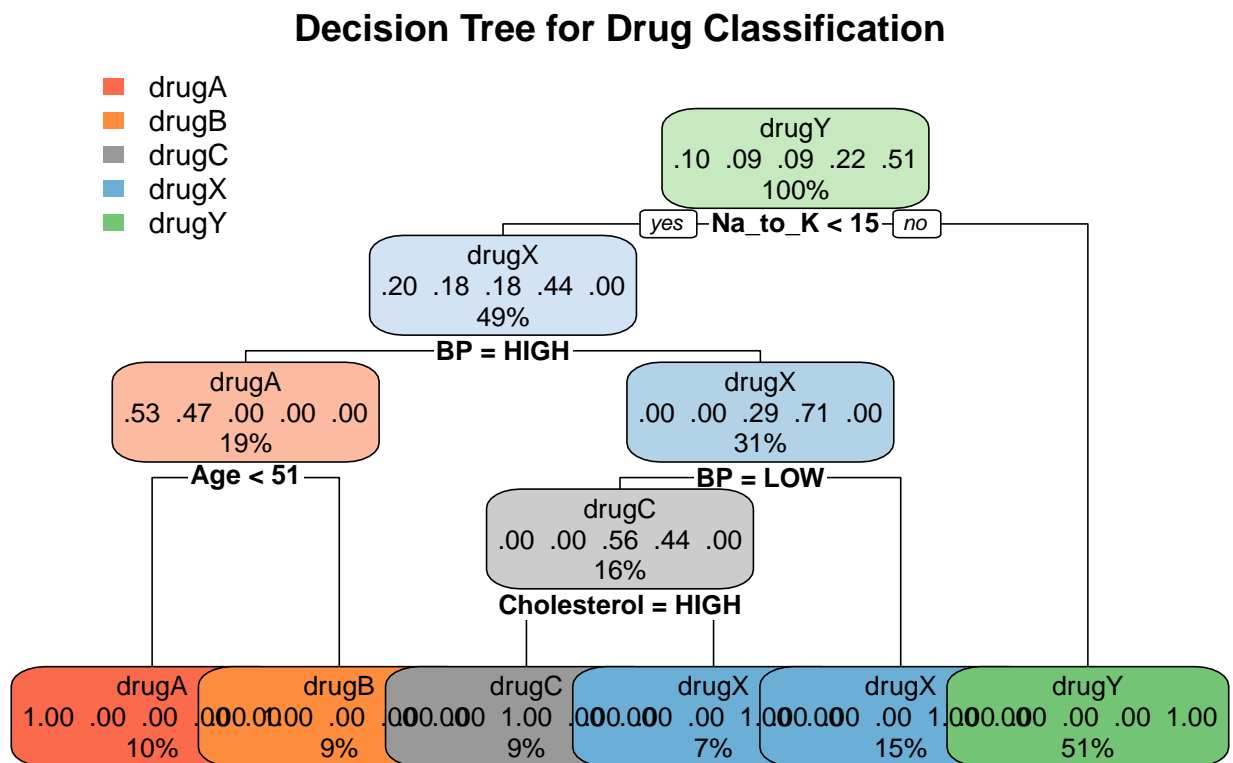 Decision Tree for Drug Classification
drugA
drugB
drugC
drugX
drugY
drugY
.10 .09 .09 .22 .51
100%
yes Na_to_K < 15 no
drugX
.20 .18 .18 .44 .00
49%
BP = HIGH
drugA
.53 .47 .00 .00 .00
19%
drugX
.00 .00 .29 .71 .00
31%
Age < 51
BP = LOW
drugC
.00 .00 .56 .44 .00
16%
Cholesterol = HIGH
drugA drugB drugC drugX drugX drugY
1.00 .00 .00 .00 1.00 .00 .00 1.00 .00 .00 .00 .00 1.00
10% 9% 9% 7% 15% 51%